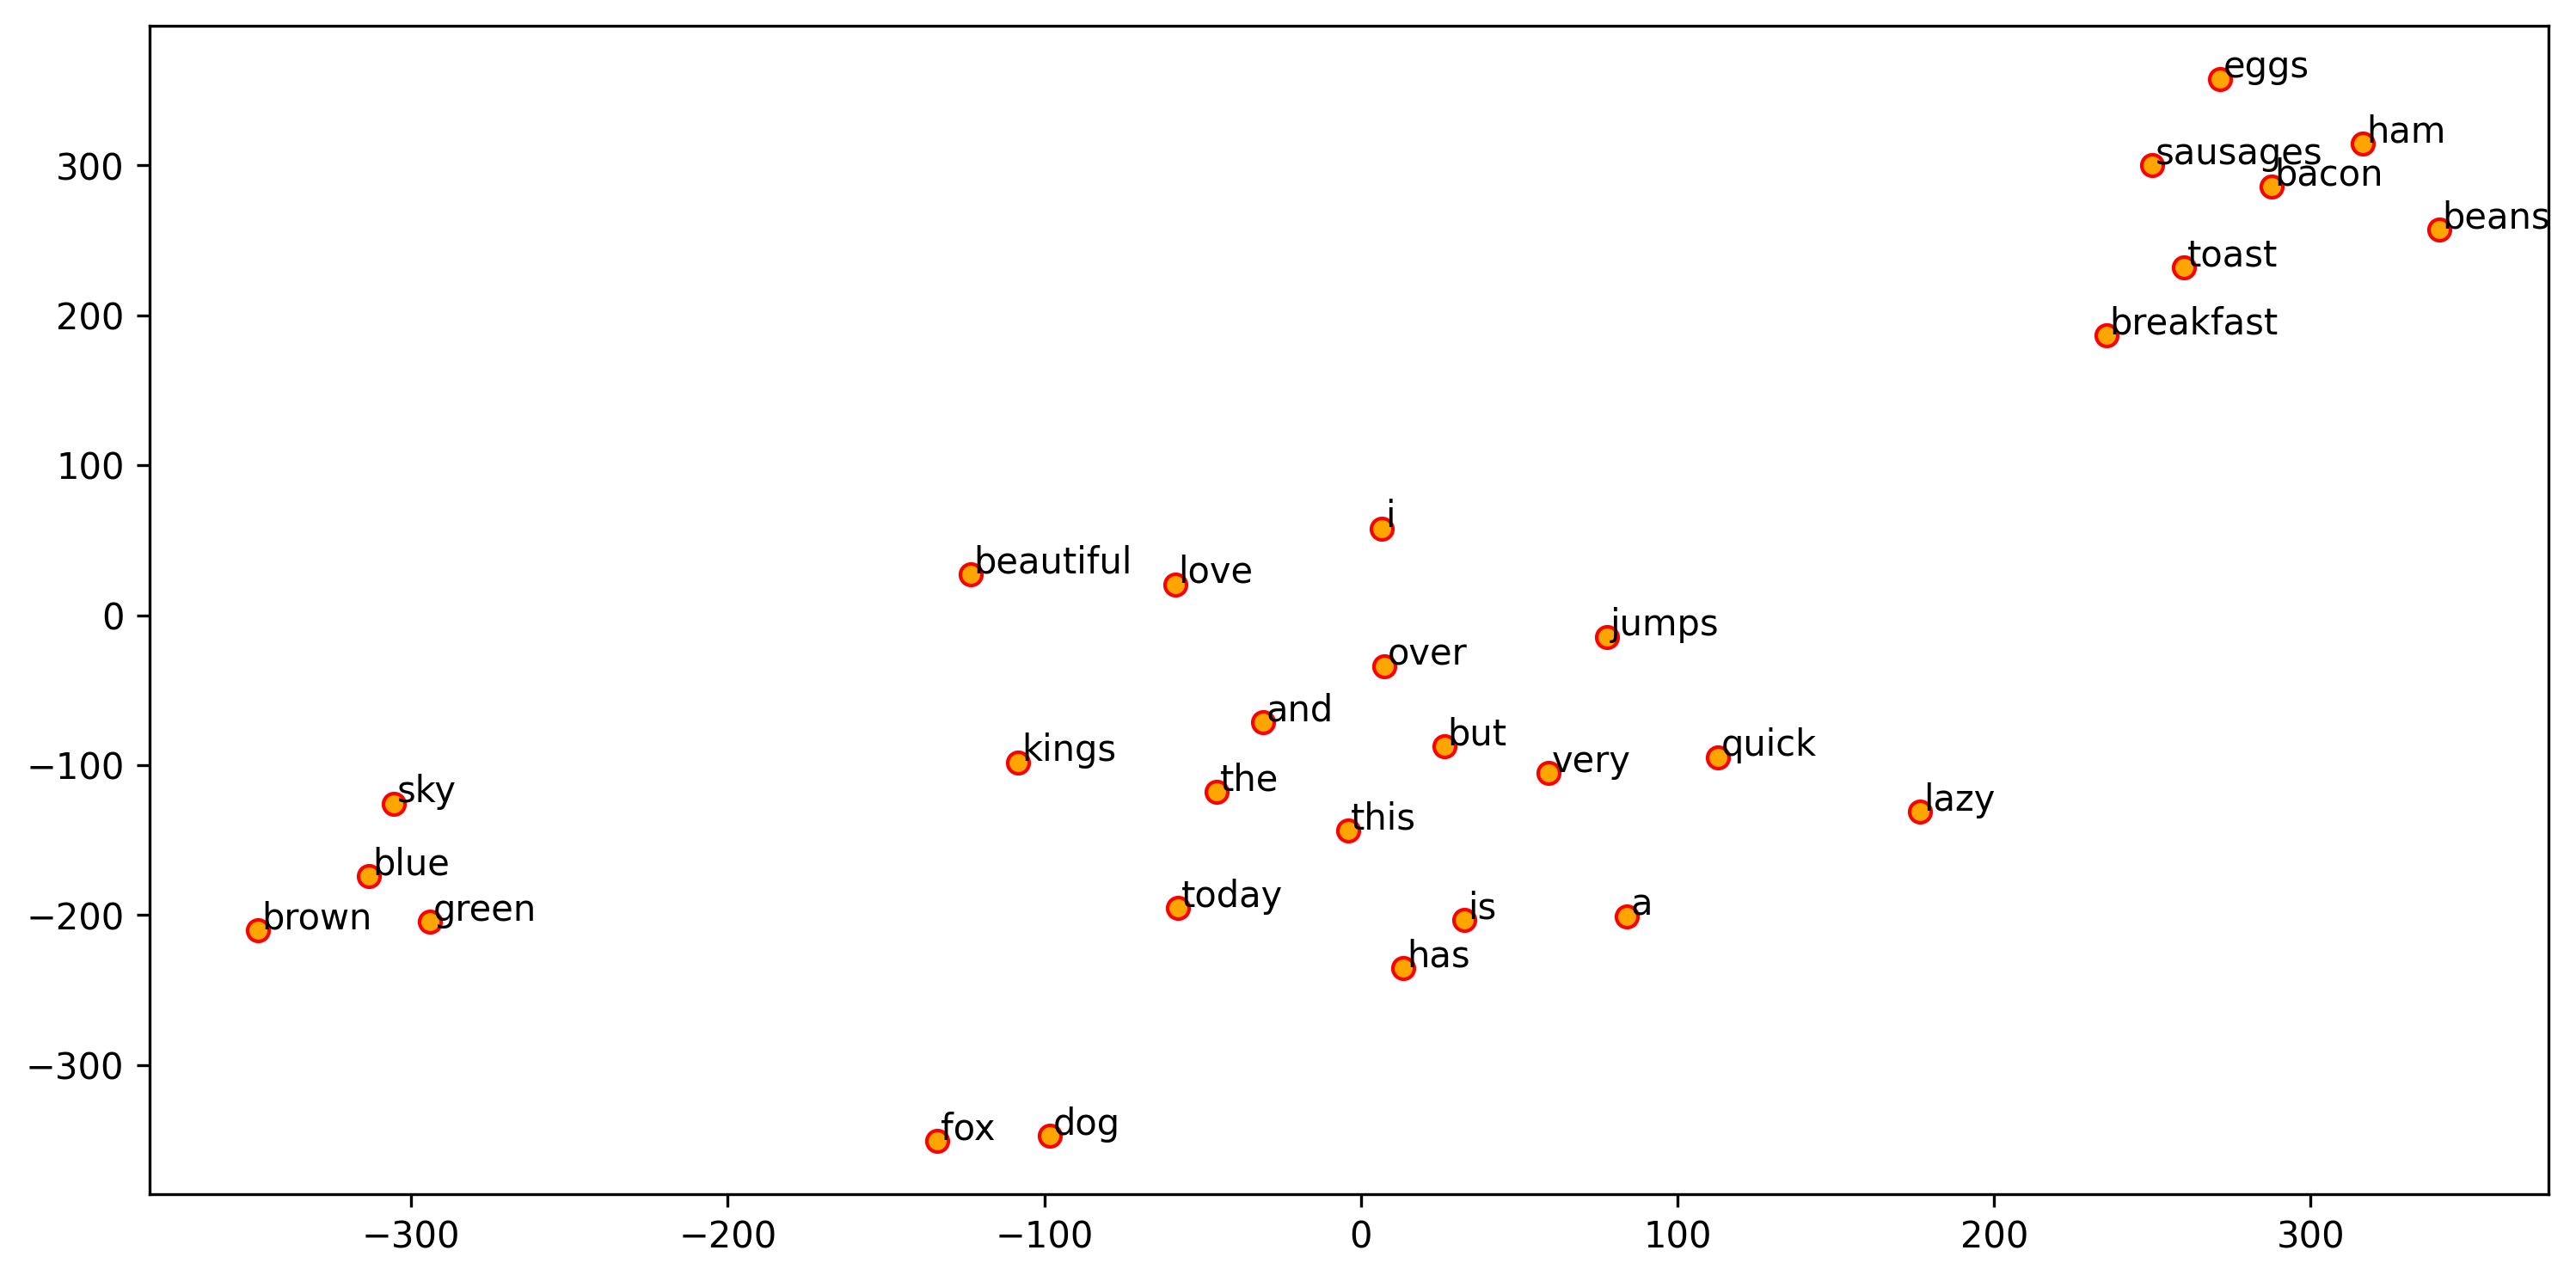 eggs
ham
300
sausages
bacon
beans
toast
200
breakfast
100
i
beautiful
love
0
jumps
over
and
but
kings
quick
−100
very
the
sky
lazy
this
blue
today
a
is
−200
brown
green
has
−300
fox
dog
−300 −200 −100 0 100 200 300